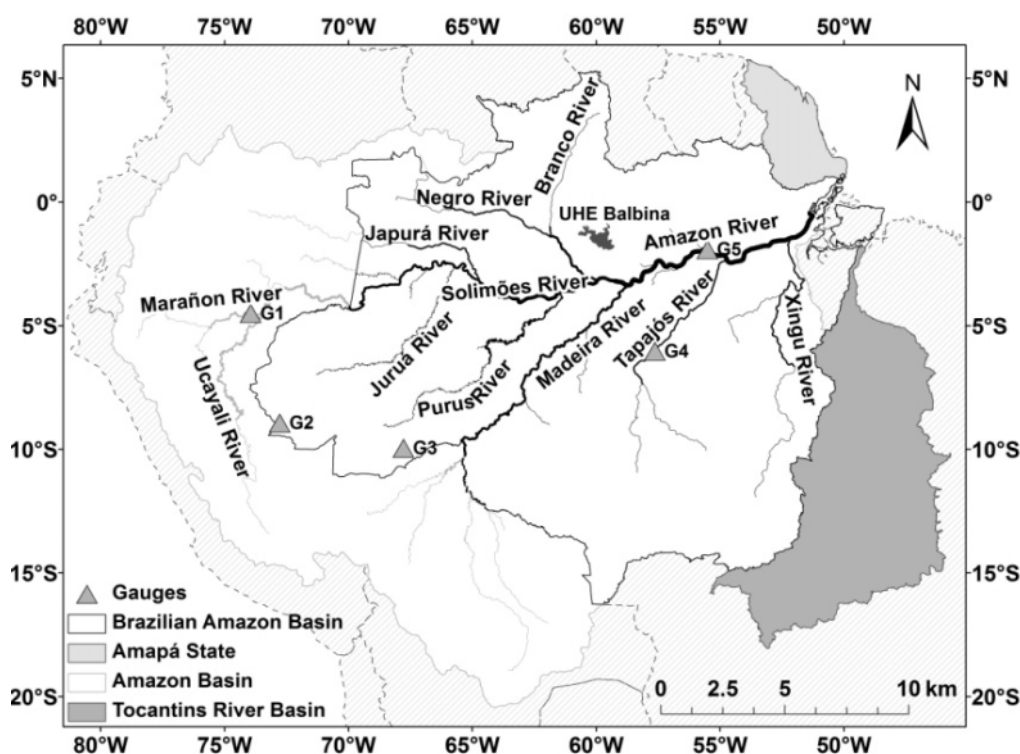 80°W 75°W 70°W 65°W 60°W 55°W 50°W
N
5°N 5°N
Branco River
Negro River
0° 0°
UHE Balbina
Amazon River
Japurá River
G5
Solimões River
Marañon River
G1
5°S 5°S
Xingu River
Tapajós River
Madeira River
G4
Juruá River
Ucayali River
Purus River
G2
G3
10°S 10°S
15°S 15°S
Gauges
Brazilian Amazon Basin
Amapá State
Amazon Basin
Tocantins River Basin
0 2.5 5 10 km
20°S 20°S
80°W 75°W 70°W 65°W 60°W 55°W 50°W